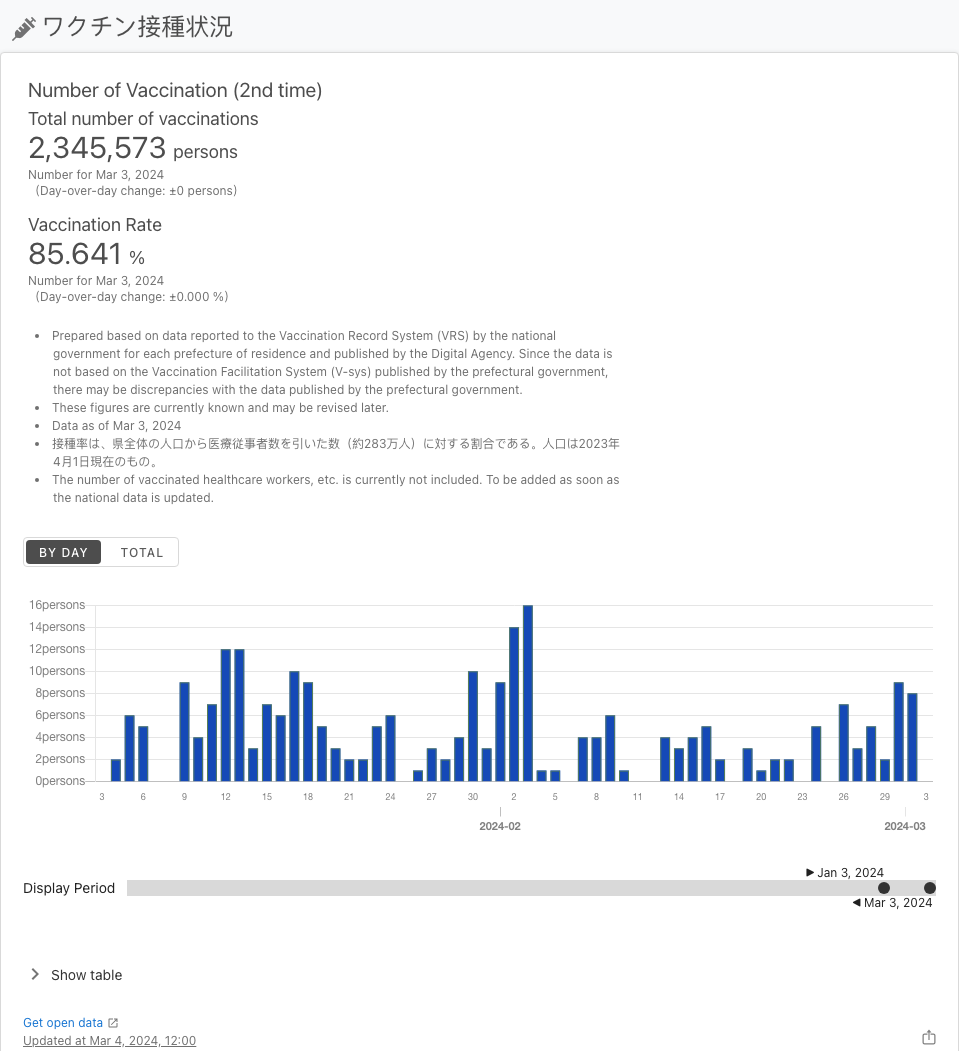 ワクチン接種状況
Number of Vaccination (2nd time)
Total number of vaccinations
2,345,573 persons
Number for Mar 3, 2024
(Day-over-day change: ±0 persons)
Vaccination Rate
85.641 %
Number for Mar 3, 2024
(Day-over-day change: ±0.000 %)
• Prepared based on data reported to the Vaccination Record System (VRS) by the national
government for each prefecture of residence and published by the Digital Agency. Since the data is
not based on the Vaccination Facilitation System (V-sys) published by the prefectural government,
there may be discrepancies with the data published by the prefectural government.
• These figures are currently known and may be revised later.
• Data as of Mar 3, 2024
• 接種率は、県全体の人口から医療従事者数を引いた数（約283万人）に対する割合である。人口は2023年
4月1日現在のもの。
• The number of vaccinated healthcare workers, etc. is currently not included. To be added as soon as
the national data is updated.
BY DAY TOTAL
16persons
14persons
12persons
10persons
8persons
6persons
4persons
2persons
0persons
3 6 9 12 15 18 21 24 27 30 2 5 8 11 14 17 20 23 26 29 3
2024-02 2024-03
Jan 3, 2024
Display Period
Mar 3, 2024
Show table
Get open data
Updated at Mar 4, 2024, 12:00